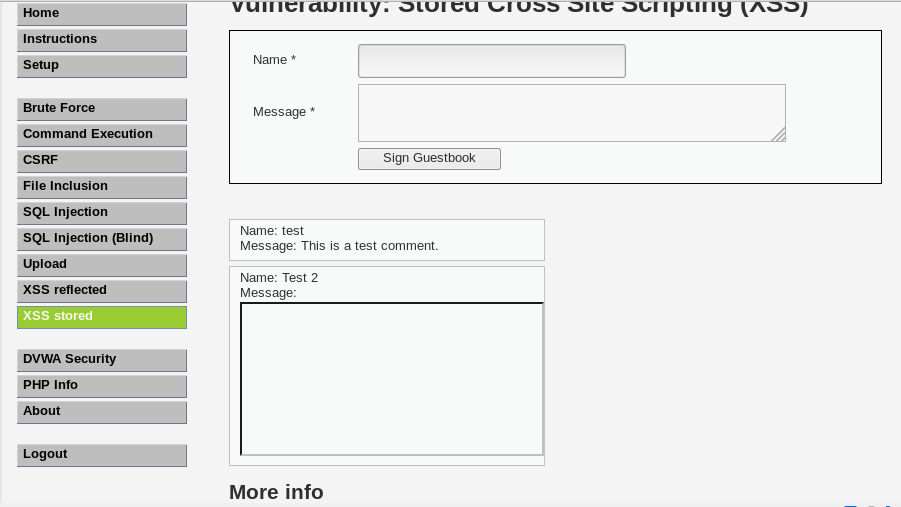 Vulnerability: Stored Cross Site Scripting (XSS)
Home
Instructions
Setup
Brute Force
Command Execution
CSRF
File Inclusion
SQL Injection
SQL Injection (Blind)
Upload
XSS reflected
XSS stored
DVWA Security
PHP Info
About
Logout
Name *
Message *
Sign Guestbook
Name: test
Message: This is a test comment.
Name: Test 2
Message:
More info